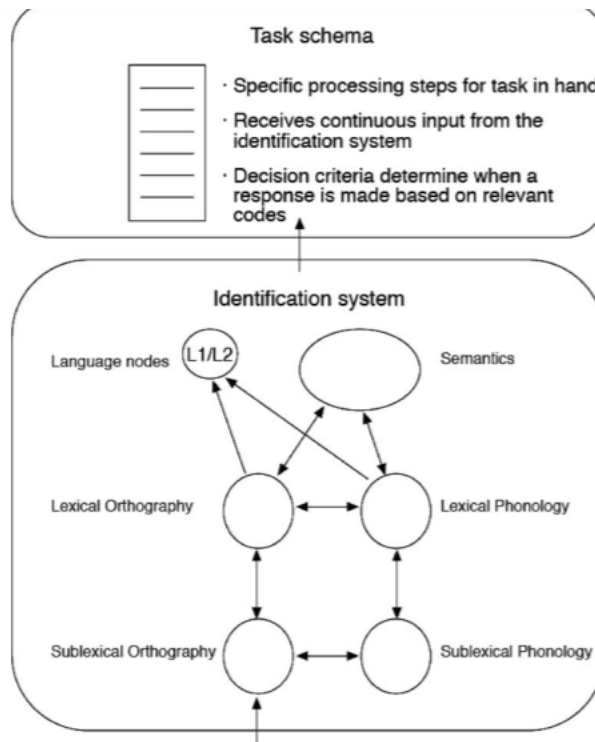 Task schema
· Specific processing steps for task in hand
· Receives continuous input from the
identification system
· Decision criteria determine when a
response is made based on relevant
codes
Identification system
Language nodes
L1/L2
Semantics
Lexical Orthography
Lexical Phonology
Sublexical Orthography
Sublexical Phonology